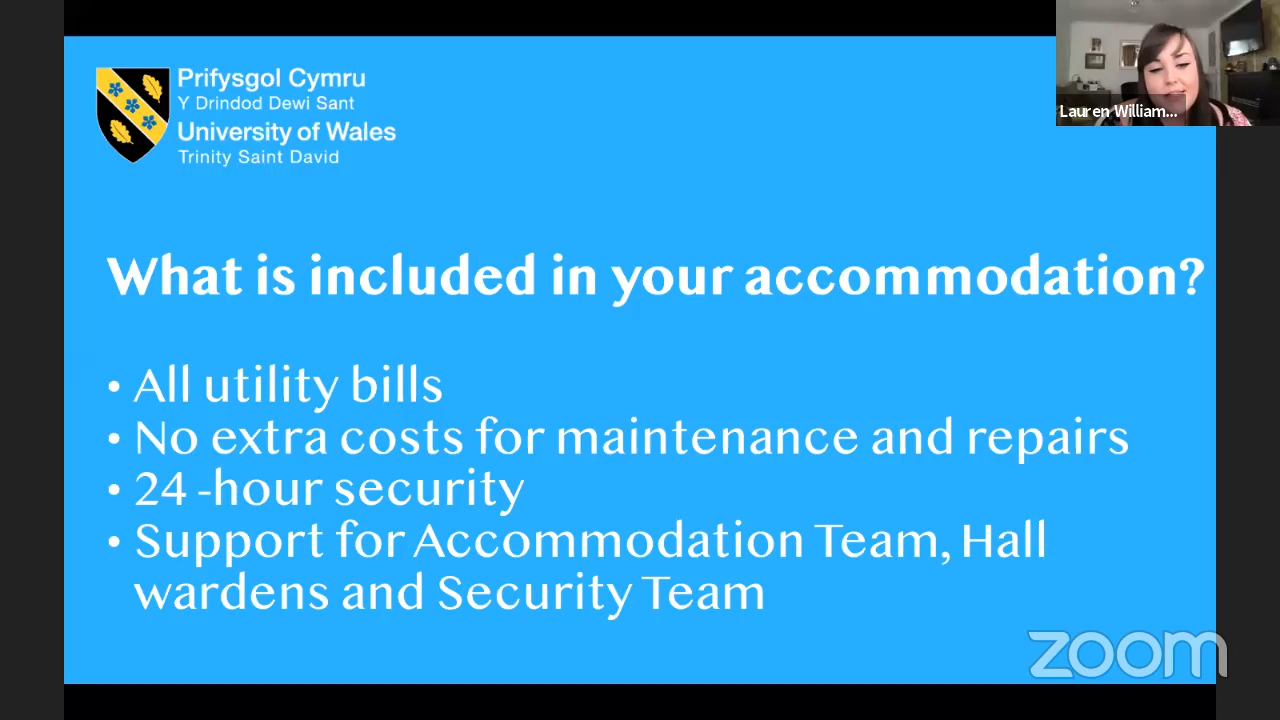 Prifysgol Cymru
Y Drindod Dewi Sant
University of Wales
Trinity Saint David
Lauren William...
What is included in your accommodation?
• All utility bills
• No extra costs for maintenance and repairs
• 24 -hour security
• Support for Accommodation Team, Hall
wardens and Security Team
zoom